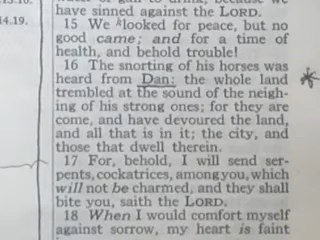 14.19.
have sinned against the LORD.
15 We klooked for peace, but no
good came; and for a time of
health, and behold trouble!
16 The snorting of his horses was
heard from Dan: the whole land
trembled at the sound of the neigh-
ing of his strong ones; for they are
come, and have devoured the land,
and all that is in it; the city, and
those that dwell therein.
17 For, behold, I will send ser-
pents, cockatrices, among you, which
will not be charmed, and they shall
bite you, saith the LORD.
18 When I would comfort myself
against sorrow, my heart is faint